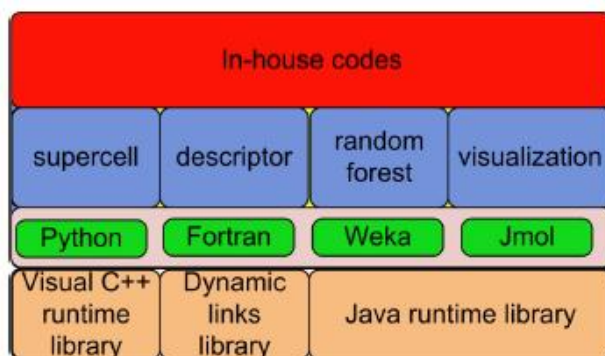 In-house codes
supercell
descriptor
random
forest
visualization
Python
Fortran
Weka
Jmol
Visual C++
runtime
library
Dynamic
links
library
Java runtime library